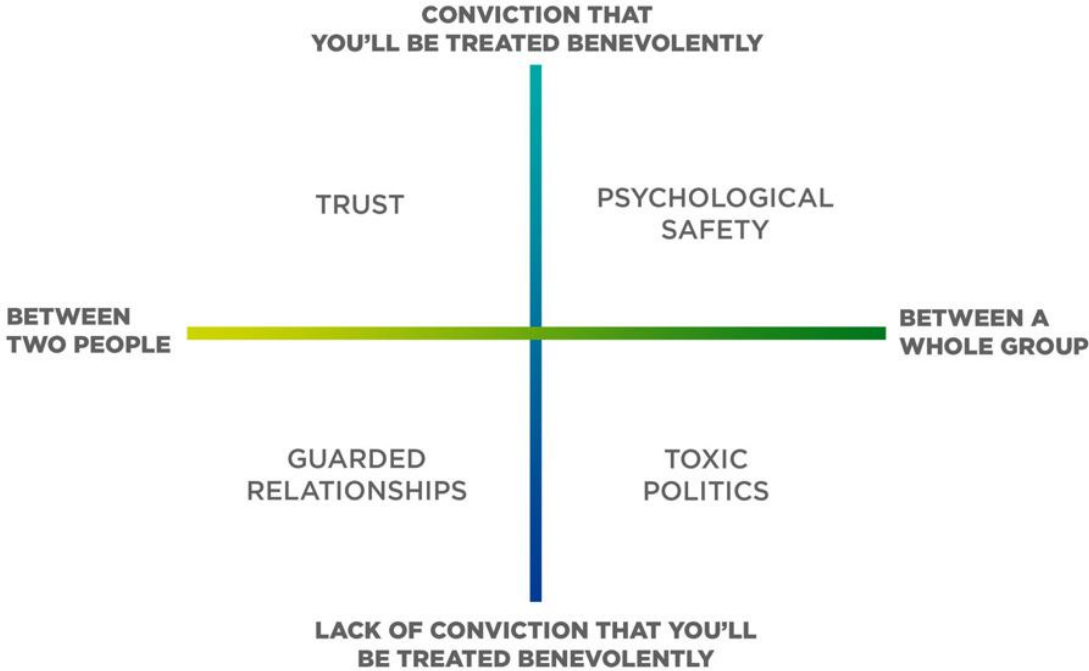 CONVICTION THAT
YOU'LL BE TREATED BENEVOLENTLY
TRUST
PSYCHOLOGICAL
SAFETY
BETWEEN
TWO PEOPLE
BETWEEN A
WHOLE GROUP
GUARDED
RELATIONSHIPS
TOXIC
POLITICS
LACK OF CONVICTION THAT YOU'LL
BE TREATED BENEVOLENTLY